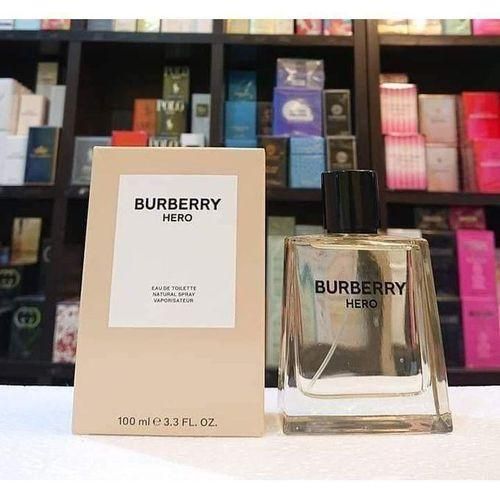 POLO
BURBERRY
HERO
EAU DE TOILETTE
NATURAL SPRAY
VAPORISATEUR
100 ml ℮ 3.3 FL. OZ.
BURBERRY
HERO